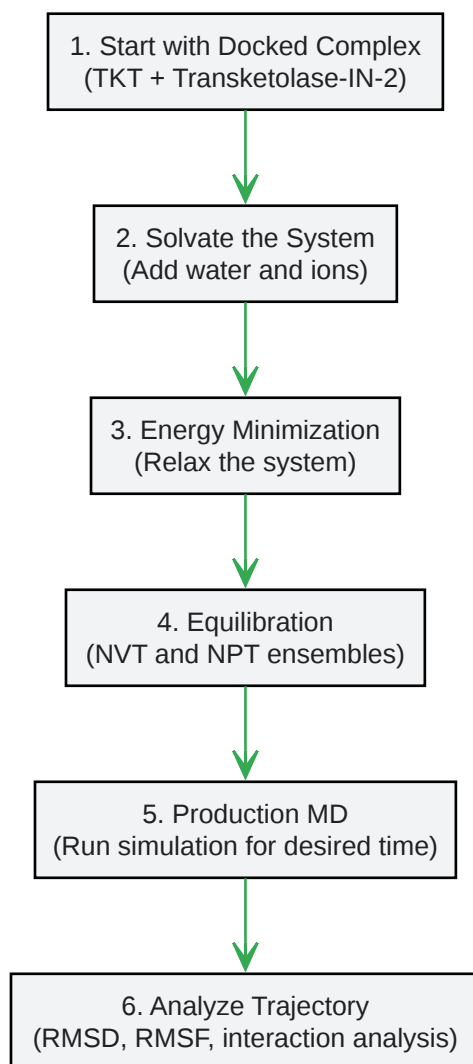 1. Start with Docked Complex
(TKT + Transketolase-IN-2)
2. Solvate the System
(Add water and ions)
3. Energy Minimization
(Relax the system)
4. Equilibration
(NVT and NPT ensembles)
5. Production MD
(Run simulation for desired time)
6. Analyze Trajectory
(RMSD, RMSF, interaction analysis)